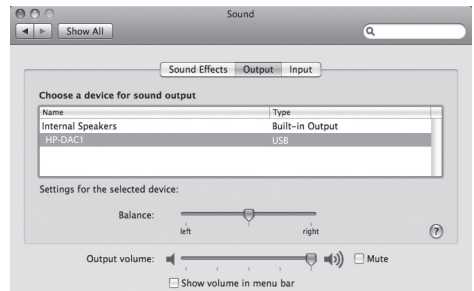 Sound
Show All
Sound Effects Output Input
Choose a device for sound output
Name Type
Internal Speakers Built-in Output
HP-DAC1 USB
Settings for the selected device:
Balance:
left right
?
Output volume: Mute
Show volume in menu bar